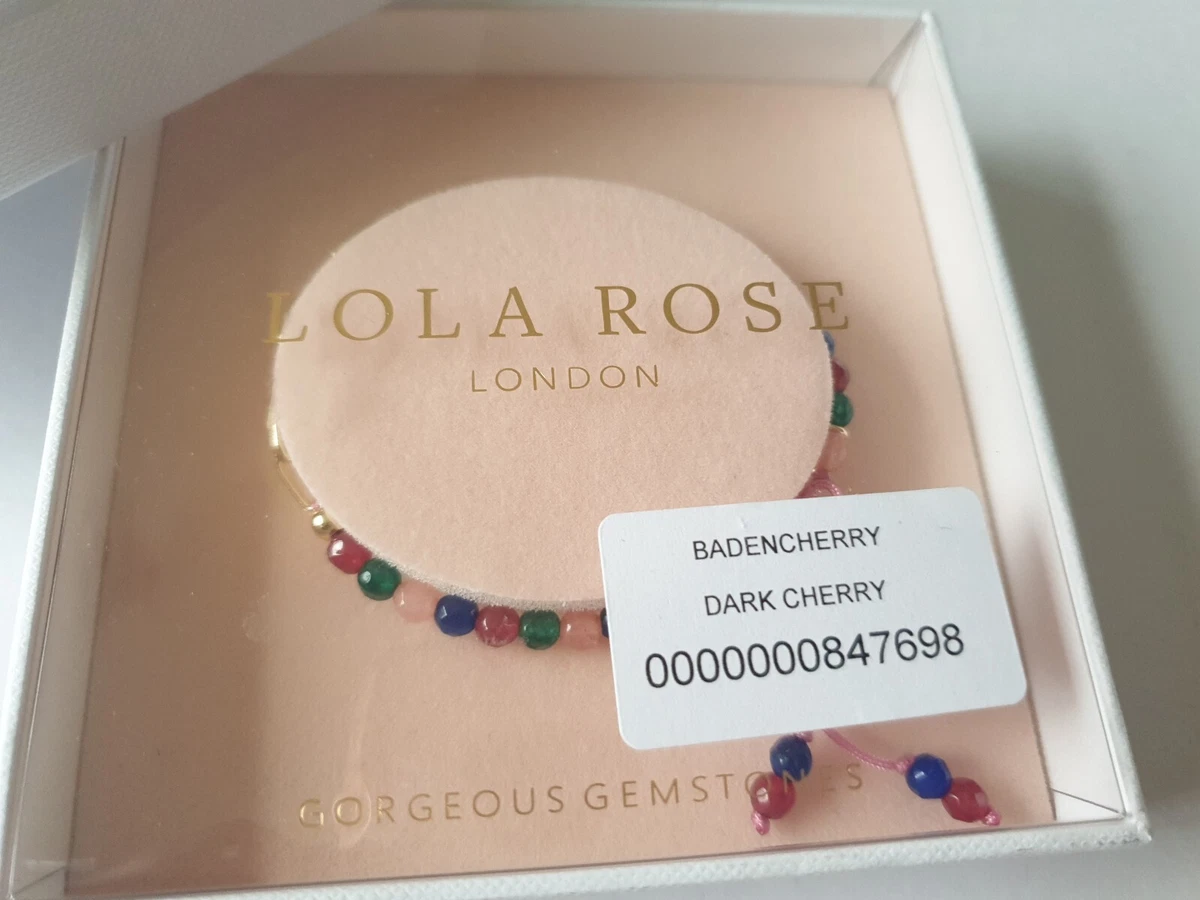 LOLA ROSE
LONDON
BADENCHERRY
DARK CHERRY
0000000847698
GORGEOUS GEMSTONES